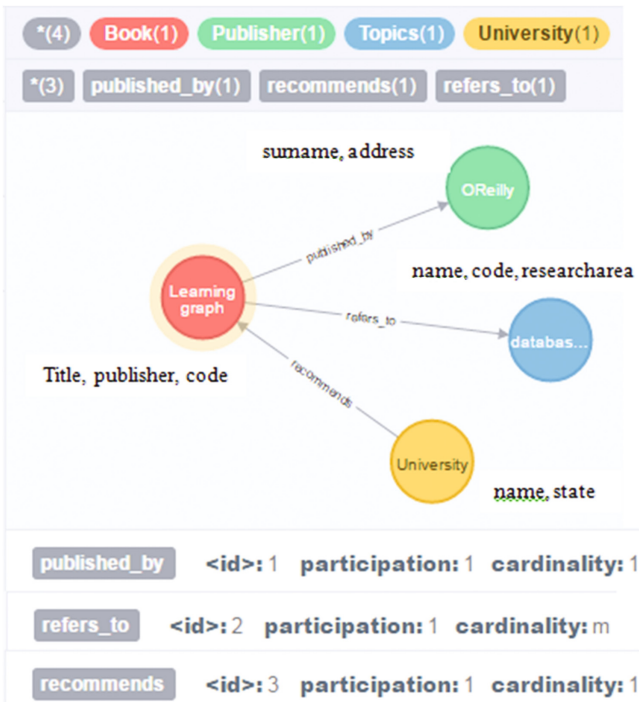 *(4) Book(1) Publisher(1) Topics(1) University(1)
*(3) published_by(1) recommends(1) refers_to(1)
surname, address
OReilly
published_by
name, code, researcharea
Learning
graph
refers_to
databas...
Title, publisher, code
recommends
University
name, state
published_by <id>: 1 participation: 1 cardinality: 1
refers_to <id>: 2 participation: 1 cardinality: m
recommends <id>: 3 participation: 1 cardinality: 1